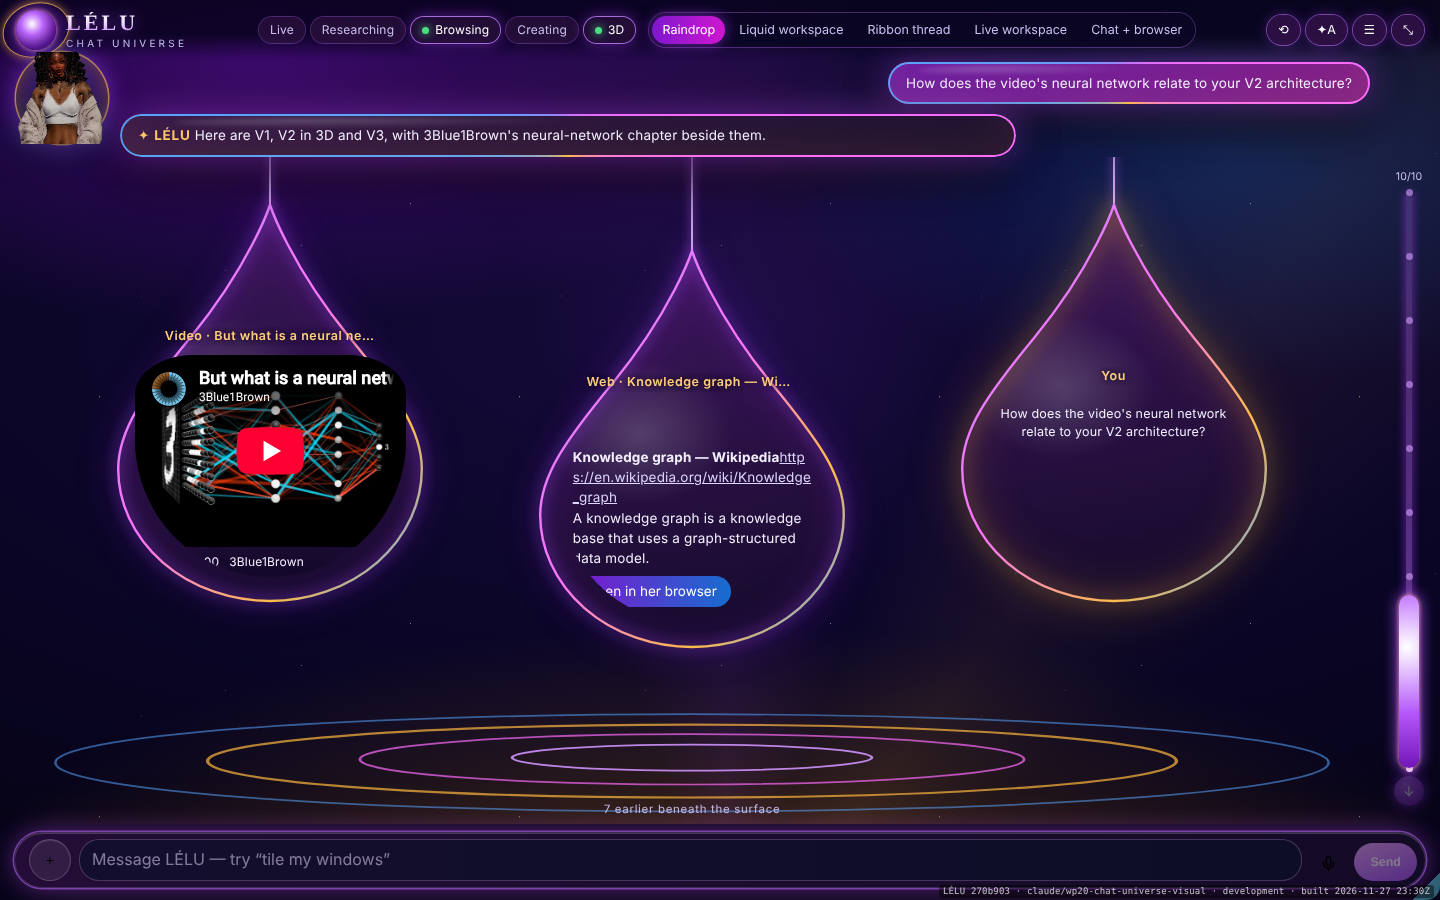 LÉLU
CHAT UNIVERSE
Live
Researching
Browsing
Creating
3D
Raindrop
Liquid workspace
Ribbon thread
Live workspace
Chat + browser
✦A
How does the video's neural network relate to your V2 architecture?
✦ LÉLU Here are V1, V2 in 3D and V3, with 3Blue1Brown's neural-network chapter beside them.
10/10
Video · But what is a neural ne…
But what is a neural netw
3Blue1Brown
3
3
3Blue1Brown
Web · Knowledge graph — Wi…
Knowledge graph — Wikipediahttp
s://en.wikipedia.org/wiki/Knowledge
_graph
A knowledge graph is a knowledge
base that uses a graph-structured
data model.
en in her browser
You
How does the video's neural network
relate to your V2 architecture?
7 earlier beneath the surface
+
Message LÉLU — try “tile my windows”
Send
LÉLU 270b903 · claude/wp20-chat-universe-visual · development · built 2026-11-27 23:30Z